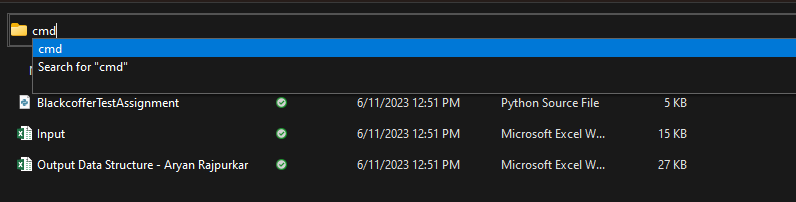 cmd
cmd
Search for "cmd"
BlackcofferTestAssignment 6/11/2023 12:51 PM Python Source File 5 KB
Input 6/11/2023 12:51 PM Microsoft Excel W... 15 KB
Output Data Structure - Aryan Rajpurkar 6/11/2023 12:51 PM Microsoft Excel W... 27 KB